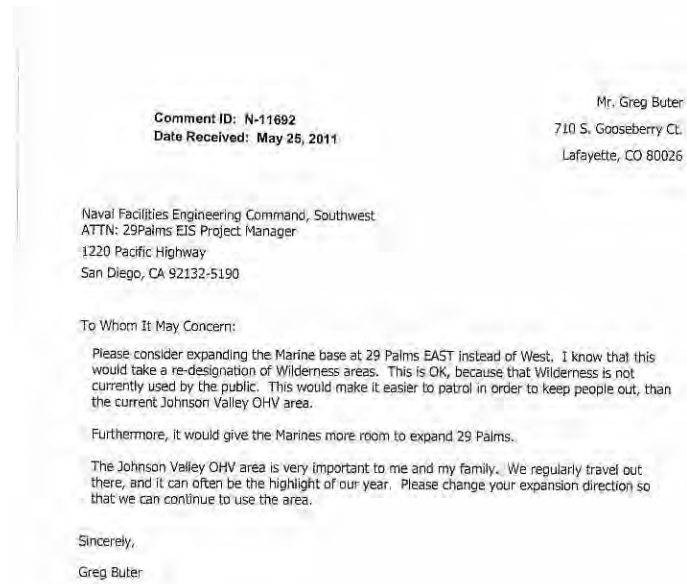 Mr. Greg Buter
Comment ID: N-11692
710 S. Gooseberry Ct.
Date Received: May 25, 2011
Lafayette, CO 80026
Naval Facilities Engineering Command, Southwest
ATTN: 29Palms EIS Project Manager
1220 Pacific Highway
San Diego, CA 92132-5190
To Whom It May Concern:
Please consider expanding the Marine base at 29 Palms EAST instead of West. I know that this
would take a re-designation of Wilderness areas. This is OK, because that Wilderness is not
currently used by the public. This would make it easier to patrol in order to keep people out, than
the current Johnson Valley OHV area.
Furthermore, it would give the Marines more room to expand 29 Palms.
The Johnson Valley OHV area is very important to me and my family. We regularly travel out
there, and it can often be the highlight of our year. Please change your expansion direction so
that we can continue to use the area.
Sincerely,
Greg Buter